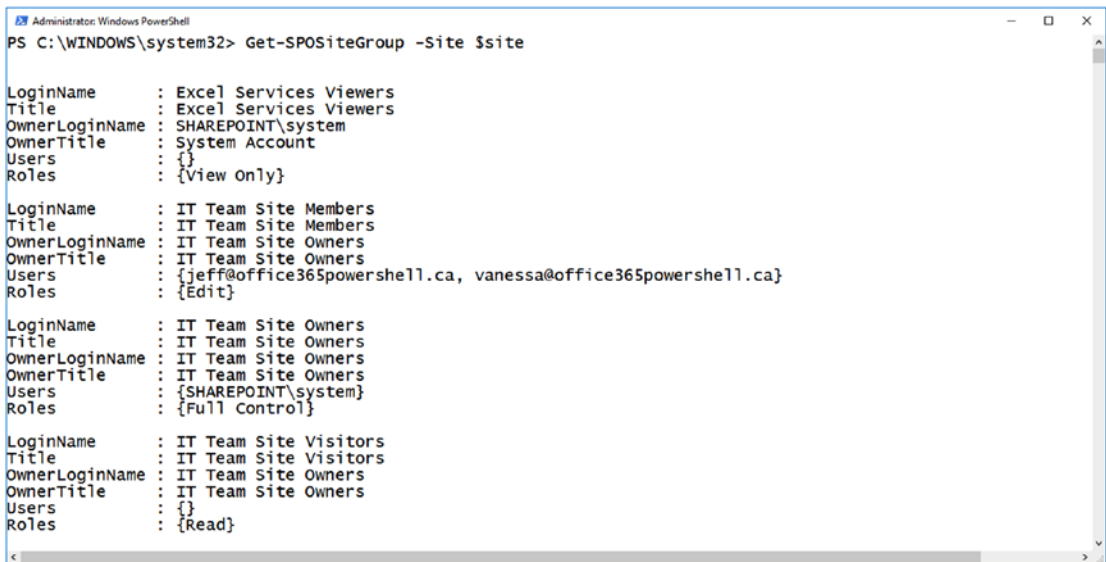 Administrator: Windows PowerShell
PS C:\WINDOWS\system32> Get-SPOSiteGroup -Site $site
LoginName : Excel Services Viewers
Title : Excel Services Viewers
OwnerLoginName : SHAREPOINT\system
OwnerTitle : System Account
Users : {}
Roles : {View Only}
LoginName : IT Team Site Members
Title : IT Team Site Members
OwnerLoginName : IT Team Site Owners
OwnerTitle : IT Team Site Owners
Users : {jeff@office365powershell.ca, vanessa@office365powershell.ca}
Roles : {Edit}
LoginName : IT Team Site Owners
Title : IT Team Site Owners
OwnerLoginName : IT Team Site Owners
OwnerTitle : IT Team Site Owners
Users : {SHAREPOINT\system}
Roles : {Full Control}
LoginName : IT Team Site Visitors
Title : IT Team Site Visitors
OwnerLoginName : IT Team Site Owners
OwnerTitle : IT Team Site Owners
Users : {}
Roles : {Read}